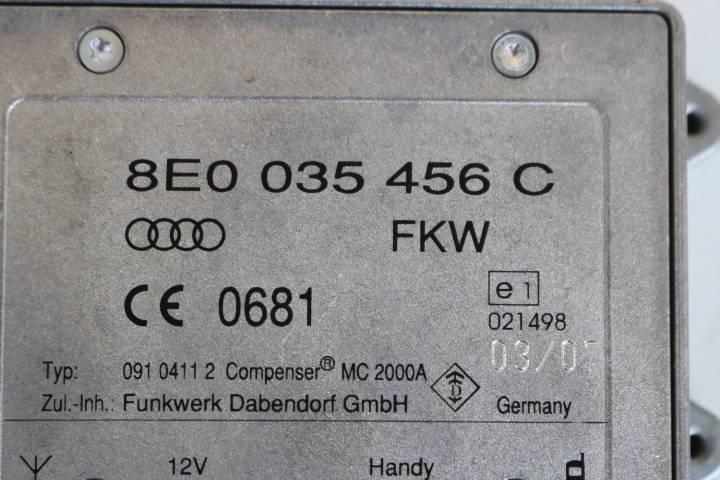 8E0 035 456 C
FKW
CE 0681
e1
021498
03/07
Typ: 091 0411 2 Compenser® MC 2000A
Zul.-Inh.: Funkwerk Dabendorf GmbH
Germany
12V Handy